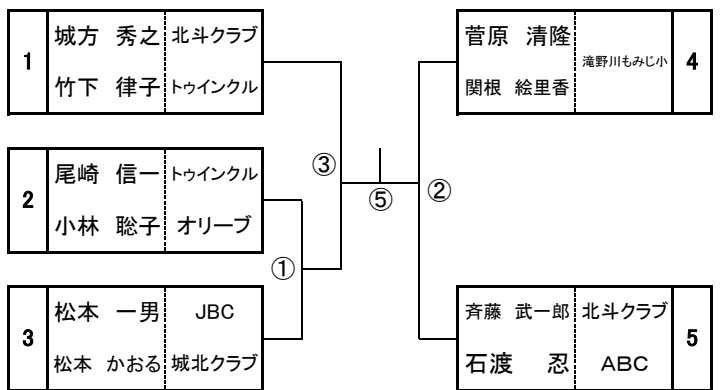 1
城方　秀之 北斗クラブ
竹下　律子 トゥインクル
2
尾崎　信一 トゥインクル
小林　聡子 オリーブ
3
松本　一男 JBC
松本　かおる 城北クラブ
①
③
⑤
②
菅原　清隆
滝野川もみじ小
関根　絵里香
4
斉藤　武一郎 北斗クラブ
石渡　　忍 ABC
5